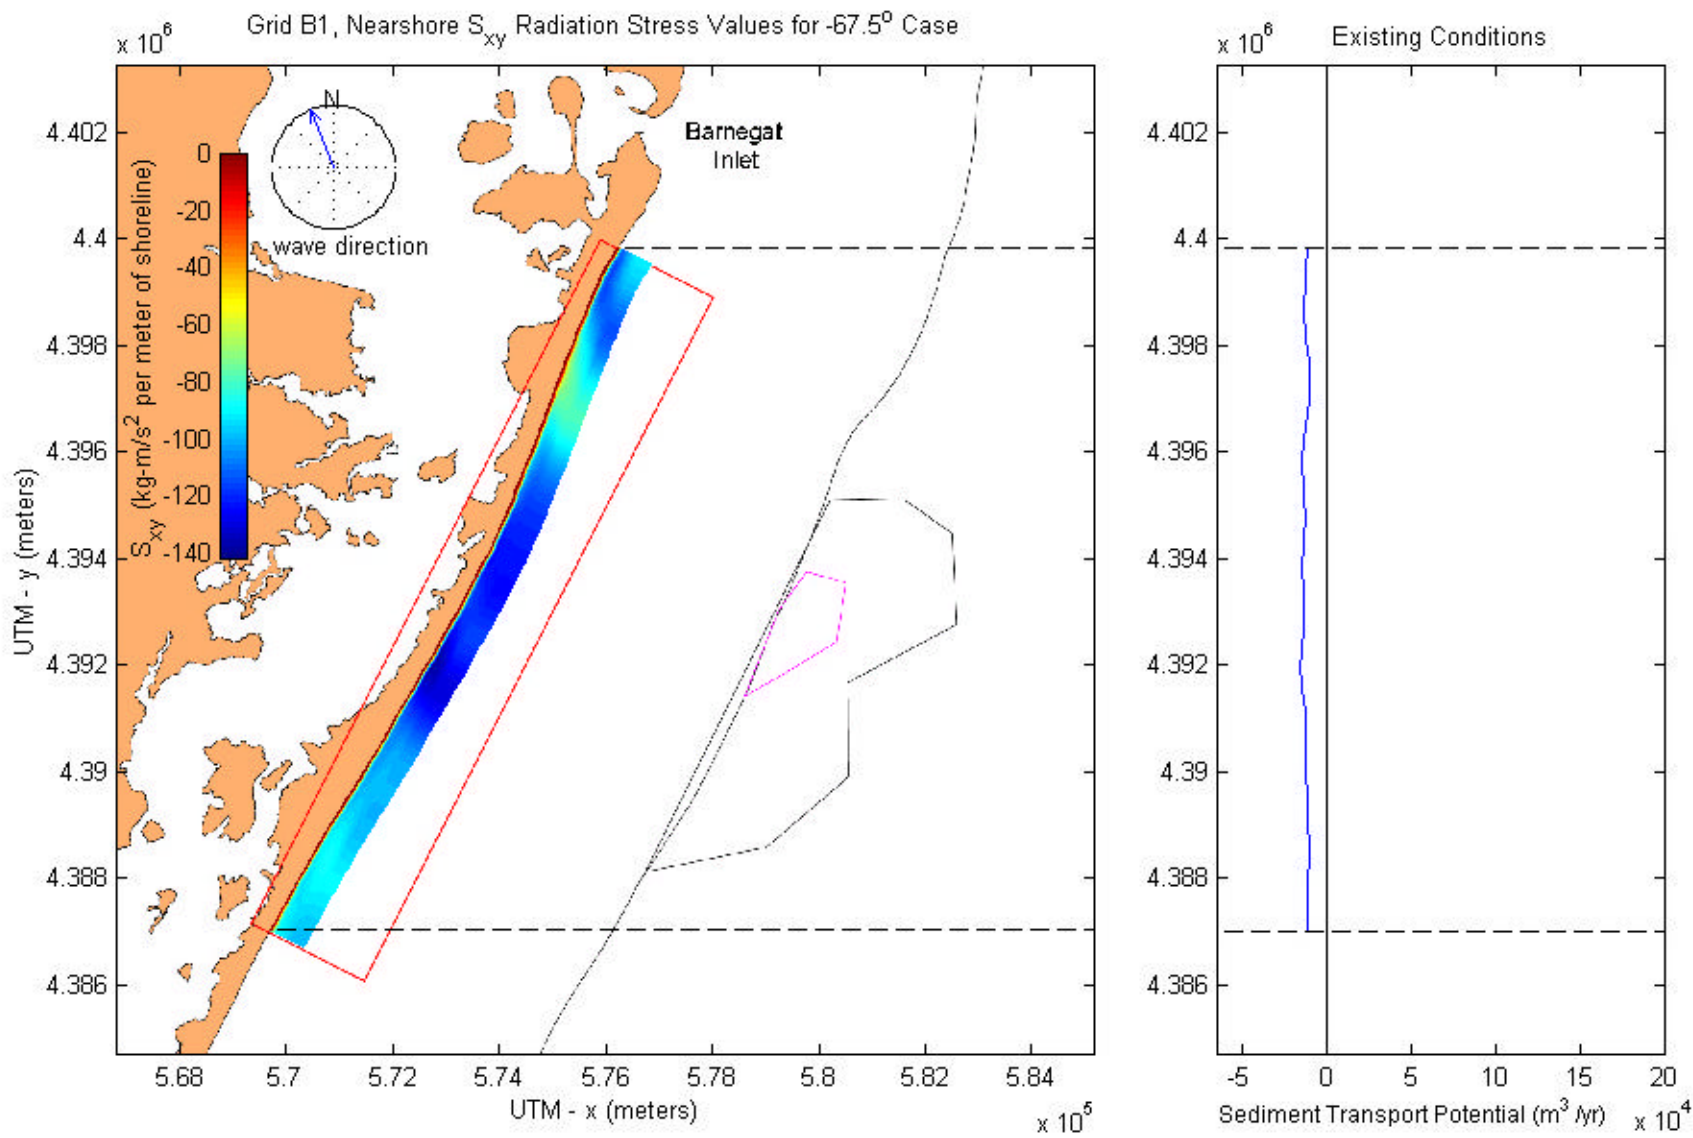 Grid B1, Nearshore Sxy Radiation Stress Values for -67.5° Case
x 10^6
N
wave direction
Barnegat
Inlet
Sxy (kg-m/s² per meter of shoreline)
0
-20
-40
-60
-80
-100
-120
-140
UTM - y (meters)
4.402
4.4
4.398
4.396
4.394
4.392
4.39
4.388
4.386
5.68
5.7
5.72
5.74
5.76
5.78
5.8
5.82
5.84
UTM - x (meters)
x 10^5
x 10^6
Existing Conditions
4.402
4.4
4.398
4.396
4.394
4.392
4.39
4.388
4.386
-5
0
5
10
15
20
Sediment Transport Potential (m³ /yr)
x 10^4